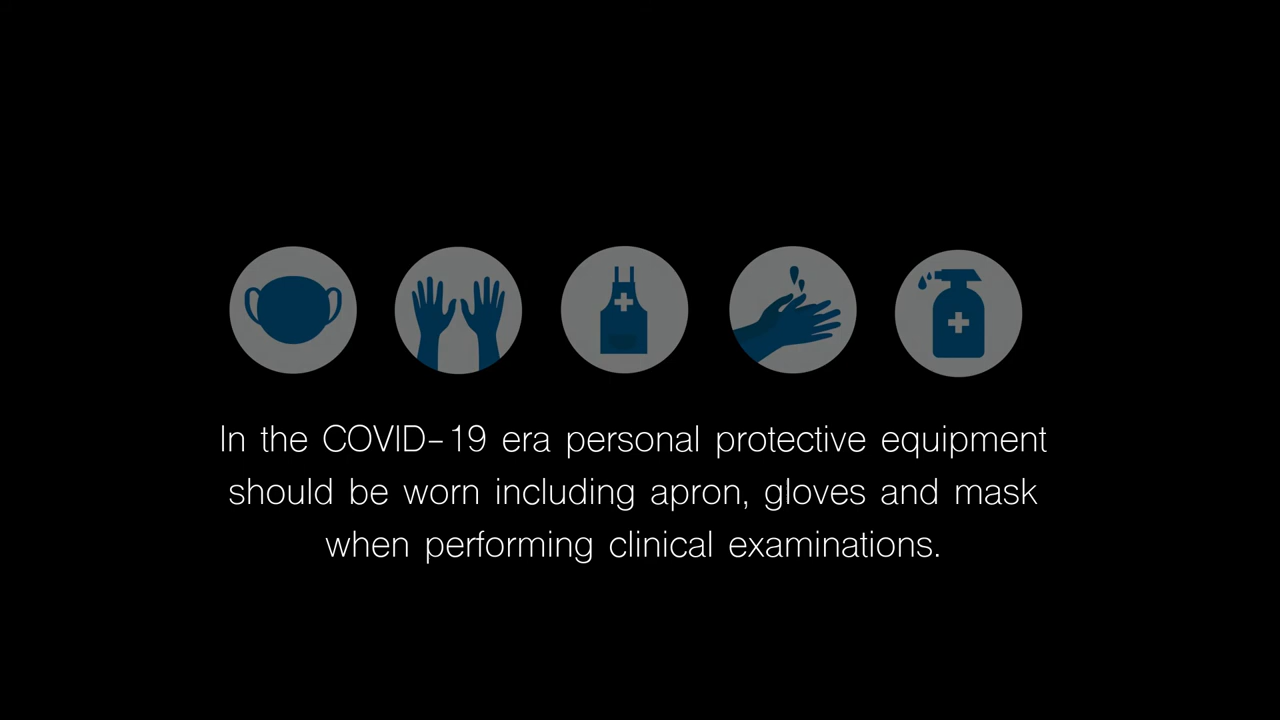 In the COVID-19 era personal protective equipment
should be worn including apron, gloves and mask
when performing clinical examinations.